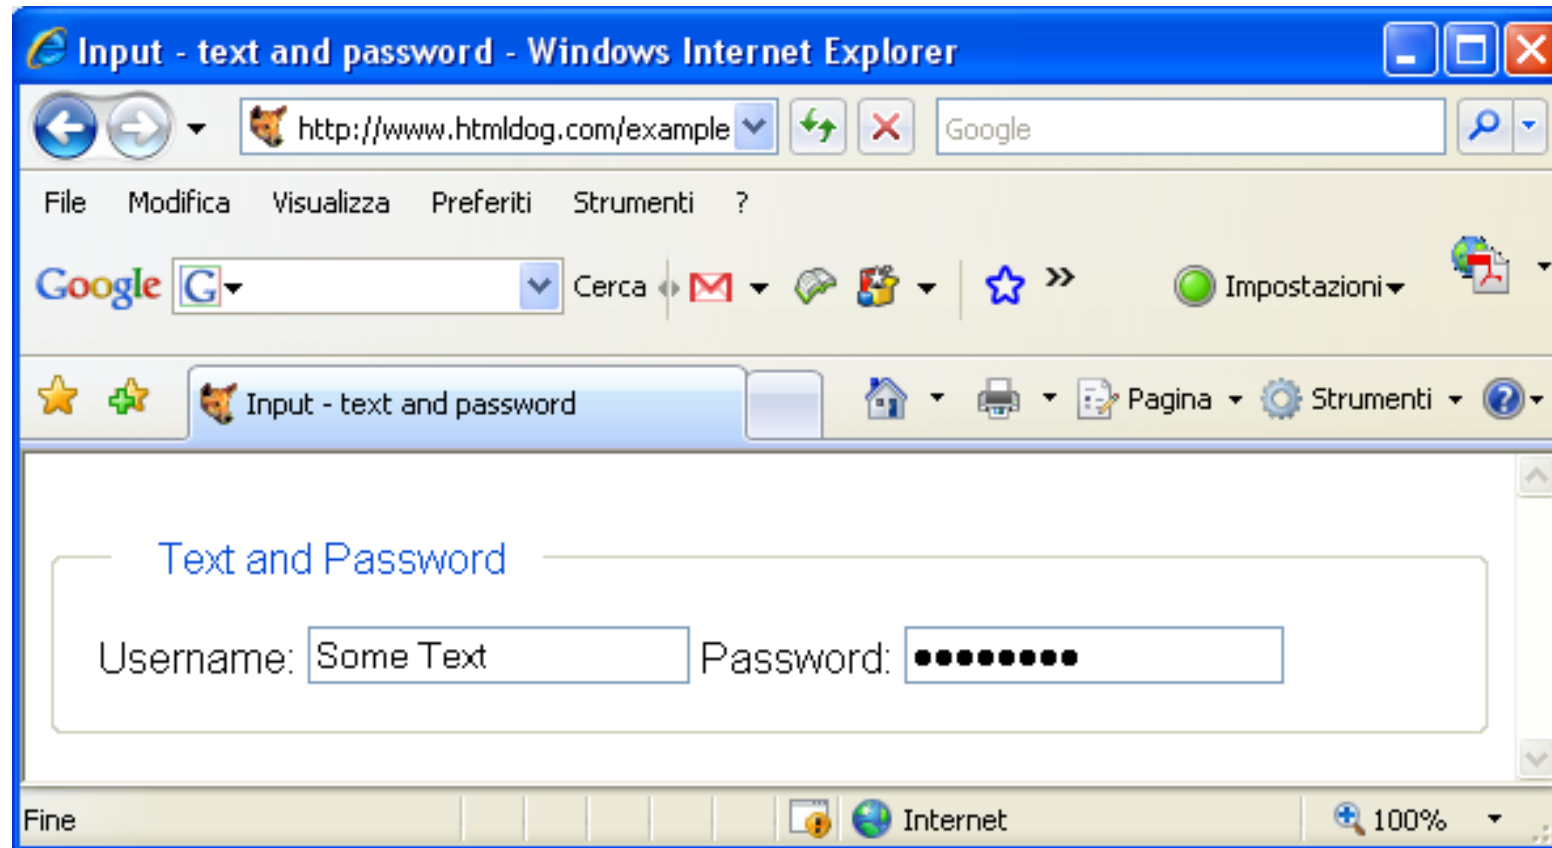 Input - text and password - Windows Internet Explorer
http://www.htmldog.com/example Google
File Modifica Visualizza Preferiti Strumenti ?
Google G Cerca » Impostazioni
Input - text and password Pagina Strumenti ?
Text and Password
Username: Some Text Password: ●●●●●●●●
Fine Internet 100%